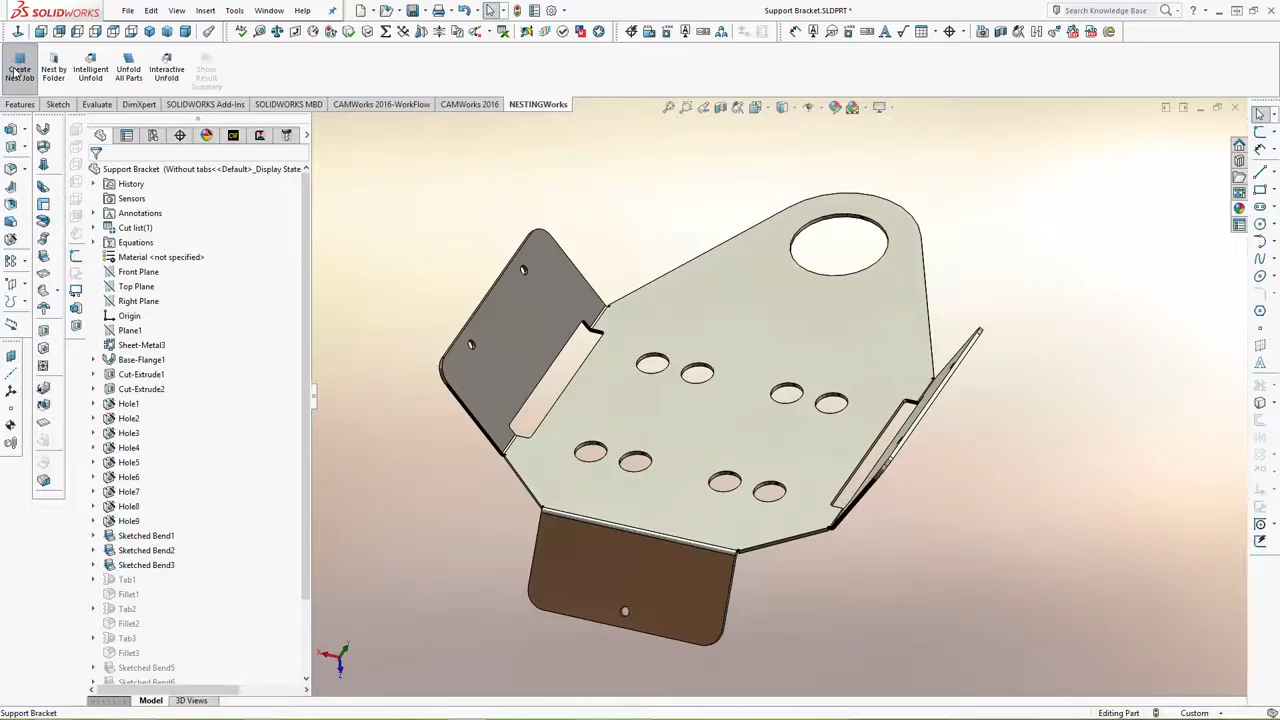 SOLIDWORKS File Edit View Insert Tools Window Help Support Bracket.SLDPRT * Search Knowledge Base
Create Nest Job
Nest by Folder
Intelligent Unfold
Unfold All Parts
Interactive Unfold
Show Result Summary
Features Sketch Evaluate DimXpert SOLIDWORKS Add-Ins SOLIDWORKS MBD CAMWorks 2016-WorkFlow CAMWorks 2016 NESTINGWorks
Support Bracket (Without tabs<<Default>_Display State
History
Sensors
Annotations
Cut list(1)
Equations
Material <not specified>
Front Plane
Top Plane
Right Plane
Origin
Plane1
Sheet-Metal3
Base-Flange1
Cut-Extrude1
Cut-Extrude2
Hole1
Hole2
Hole3
Hole4
Hole5
Hole6
Hole7
Hole8
Hole9
Sketched Bend1
Sketched Bend2
Sketched Bend3
Tab1
Fillet1
Tab2
Fillet2
Tab3
Fillet3
Sketched Bend5
Sketched Bend6
Model 3D Views
Support Bracket Editing Part Custom